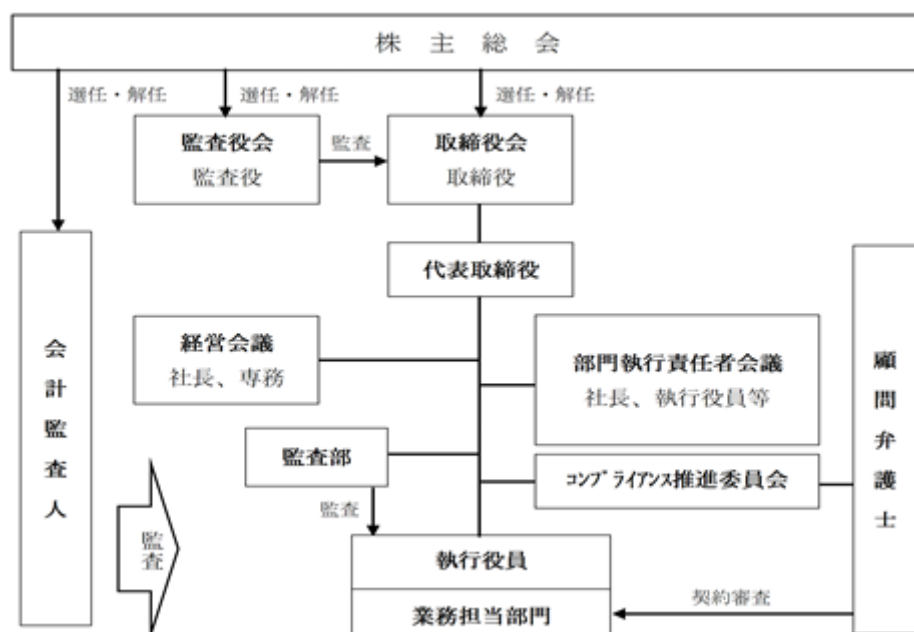 株主総会
選任・解任
選任・解任
選任・解任
監査役会
監査役
監査
取締役会
取締役
代表取締役
会計監査人
経営会議
社長、専務
部門執行責任者会議
社長、執行役員等
顧問弁護士
監査部
コンプライアンス推進委員会
監査
監査
執行役員
業務担当部門
契約審査